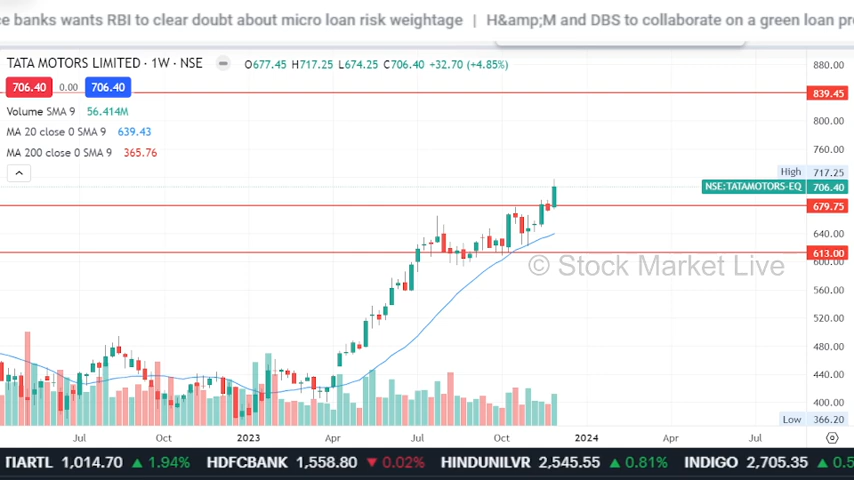 ce banks wants RBI to clear doubt about micro loan risk weightage | H&amp;M and DBS to collaborate on a green loan pro
TATA MOTORS LIMITED · 1W · NSE O677.45 H717.25 L674.25 C706.40 +32.70 (+4.85%)
706.40 0.00 706.40
Volume SMA 9 56.414M
MA 20 close 0 SMA 9 639.43
MA 200 close 0 SMA 9 365.76
880.00
839.45
800.00
760.00
High 717.25
NSE:TATAMOTORS-EQ 706.40
679.75
640.00
613.00
600.00
© Stock Market Live
560.00
520.00
480.00
440.00
400.00
Low 366.20
Jul Oct 2023 Apr Jul Oct 2024 Apr Jul
TIARTL 1,014.70 ▲ 1.94% HDFCBANK 1,558.80 ▼ 0.02% HINDUNILVR 2,545.55 ▲ 0.81% INDIGO 2,705.35 ▲ 0.5